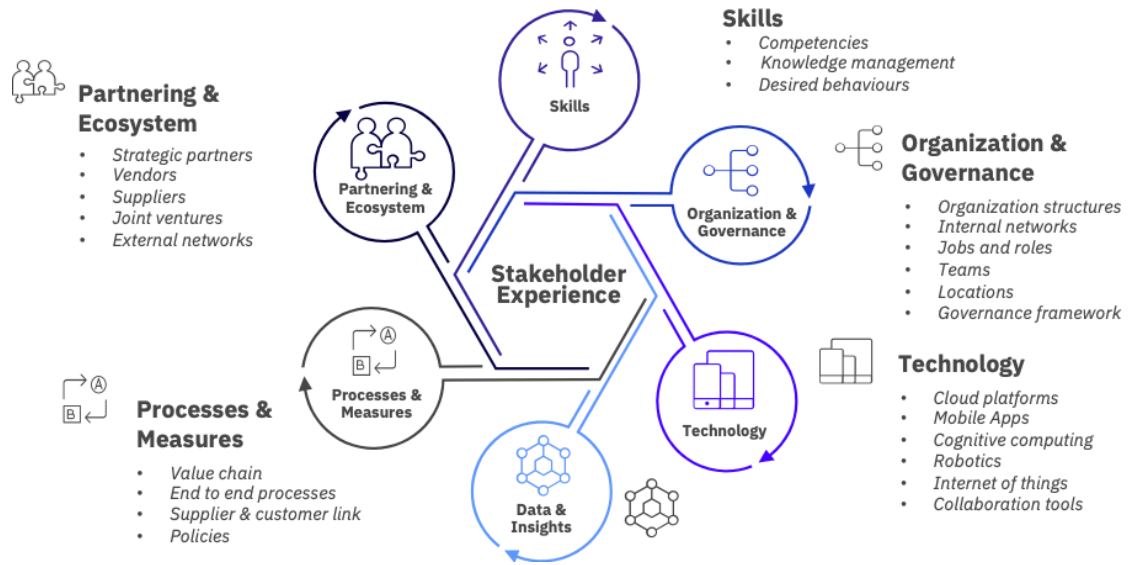 Skills
• Competencies
• Knowledge management
• Desired behaviours
Partnering &
Ecosystem
• Strategic partners
• Vendors
• Suppliers
• Joint ventures
• External networks
Skills
Partnering &
Ecosystem
Organization &
Governance
Organization &
Governance
• Organization structures
• Internal networks
• Jobs and roles
• Teams
• Locations
• Governance framework
Stakeholder
Experience
A
B
Processes &
Measures
A
B
Processes &
Measures
• Value chain
• End to end processes
• Supplier & customer link
• Policies
Technology
Technology
• Cloud platforms
• Mobile Apps
• Cognitive computing
• Robotics
• Internet of things
• Collaboration tools
Data &
Insights